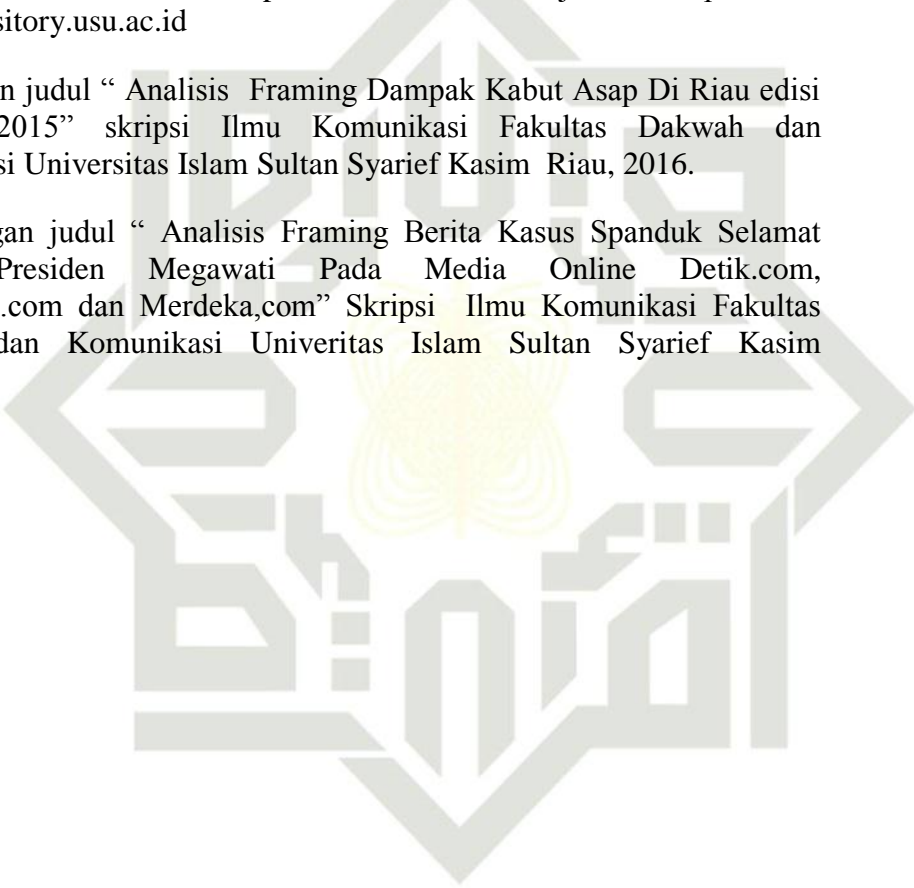 sitory.usu.ac.id
n judul “ Analisis Framing Dampak Kabut Asap Di Riau edisi
2015” skripsi Ilmu Komunikasi Fakultas Dakwah dan
si Universitas Islam Sultan Syarief Kasim Riau, 2016.
gan judul “ Analisis Framing Berita Kasus Spanduk Selamat
Presiden Megawati Pada Media Online Detik.com,
.com dan Merdeka,com” Skripsi Ilmu Komunikasi Fakultas
dan Komunikasi Univeritas Islam Sultan Syarief Kasim